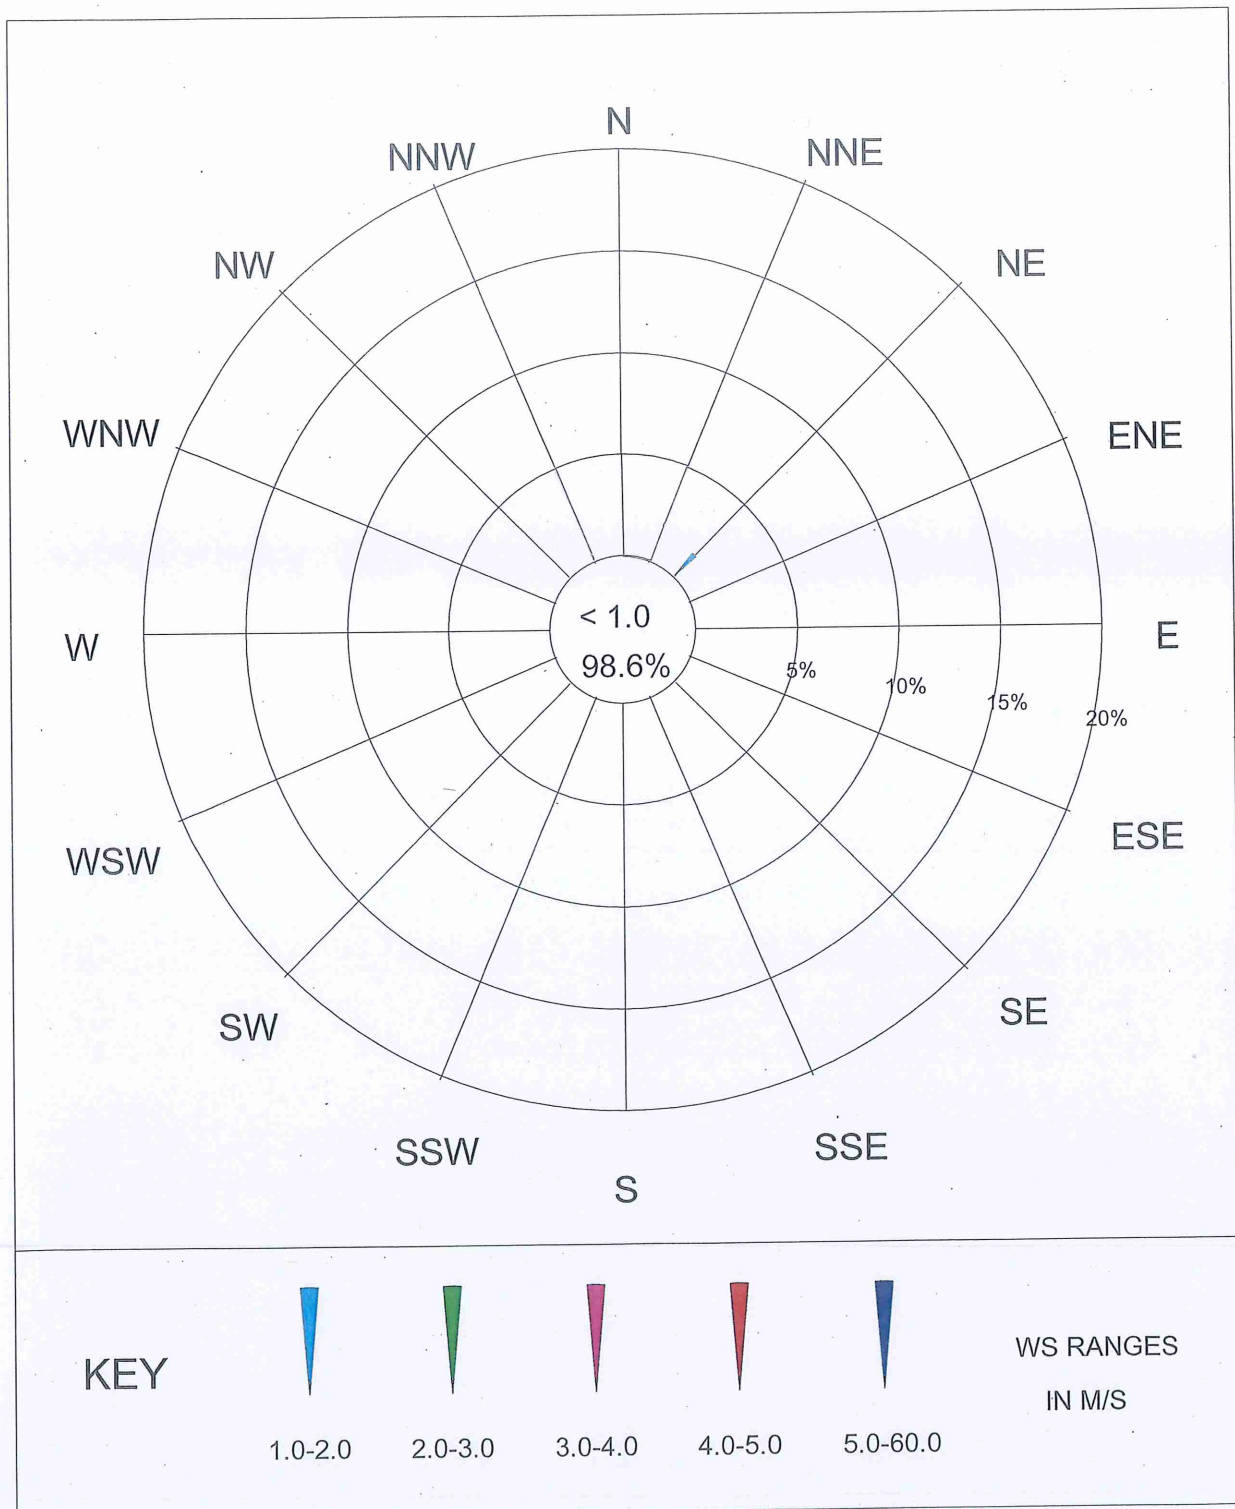 N
NNW
NNE
NW
NE
WNW
ENE
< 1.0
W
E
98.6%
5%
10%
15%
20%
WSW
ESE
SW
SE
SSW
SSE
S
KEY
WS RANGES
IN M/S
1.0-2.0
2.0-3.0
3.0-4.0
4.0-5.0
5.0-60.0